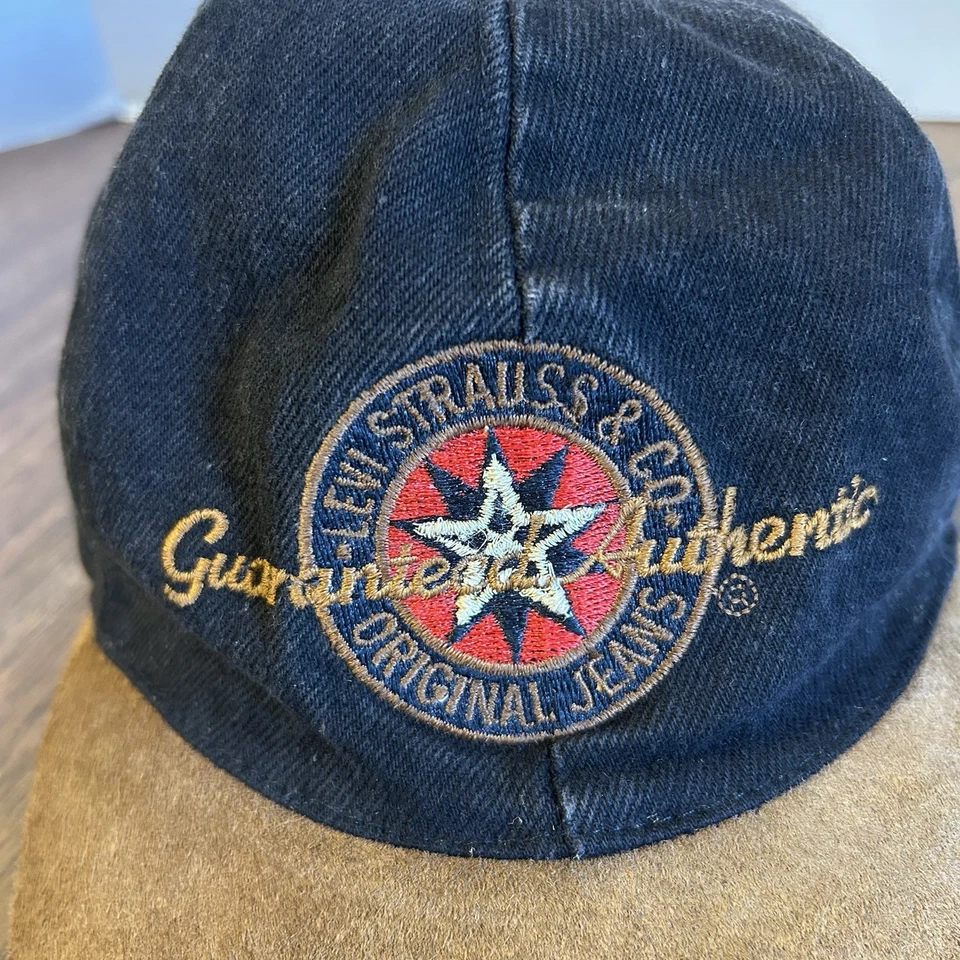 · LEVI STRAUSS & CO. ·
Guaranteed Authentic
®
ORIGINAL JEANS